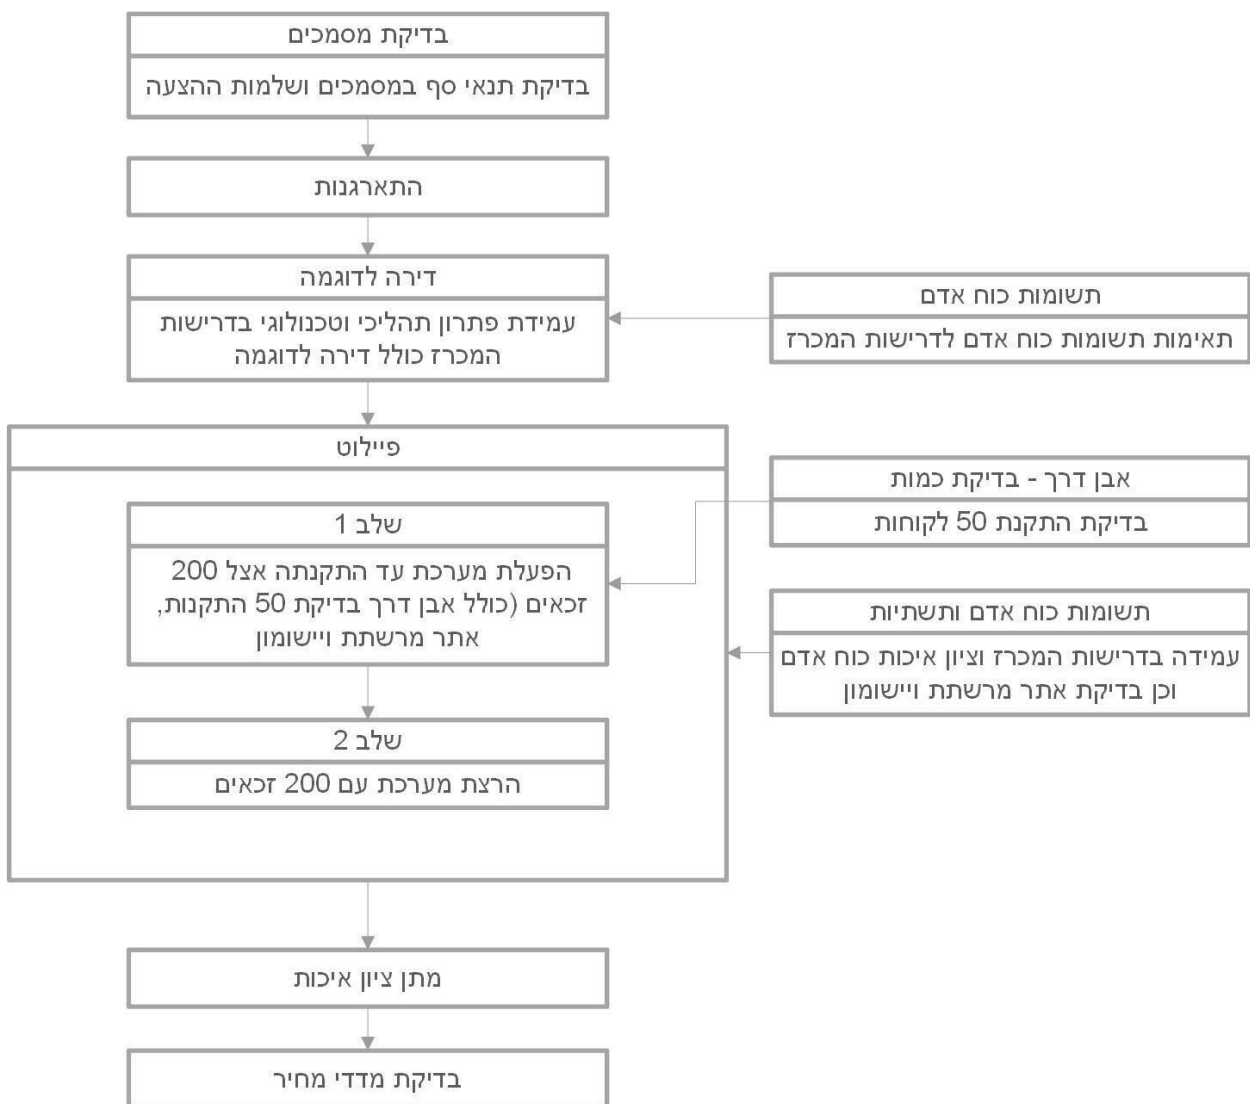 בדיקת מסמכים
בדיקת תנאי סף במסמכים ושלמות ההצעה
התארגנות
דירה לדוגמה
עמידת פתרון תהליכי וטכנולוגי בדרישות
המכרז כולל דירה לדוגמה
תשומות כוח אדם
תאימות תשומות כוח אדם לדרישות המכרז
פיילוט
שלב 1
הפעלת מערכת עד התקנתה אצל 200
זכאים (כולל אבן דרך בדיקת 50 התקנות,
אתר מרשתת ויישומון
אבן דרך - בדיקת כמות
בדיקת התקנת 50 לקוחות
תשומות כוח אדם ותשתיות
עמידה בדרישות המכרז וציון איכות כוח אדם
וכן בדיקת אתר מרשתת ויישומון
שלב 2
הרצת מערכת עם 200 זכאים
מתן ציון איכות
בדיקת מדדי מחיר